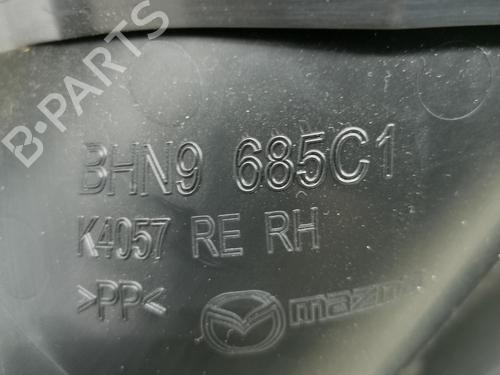 B-PARTS
BHN9 685C1
K4057 RE RH
>PP<
mazda